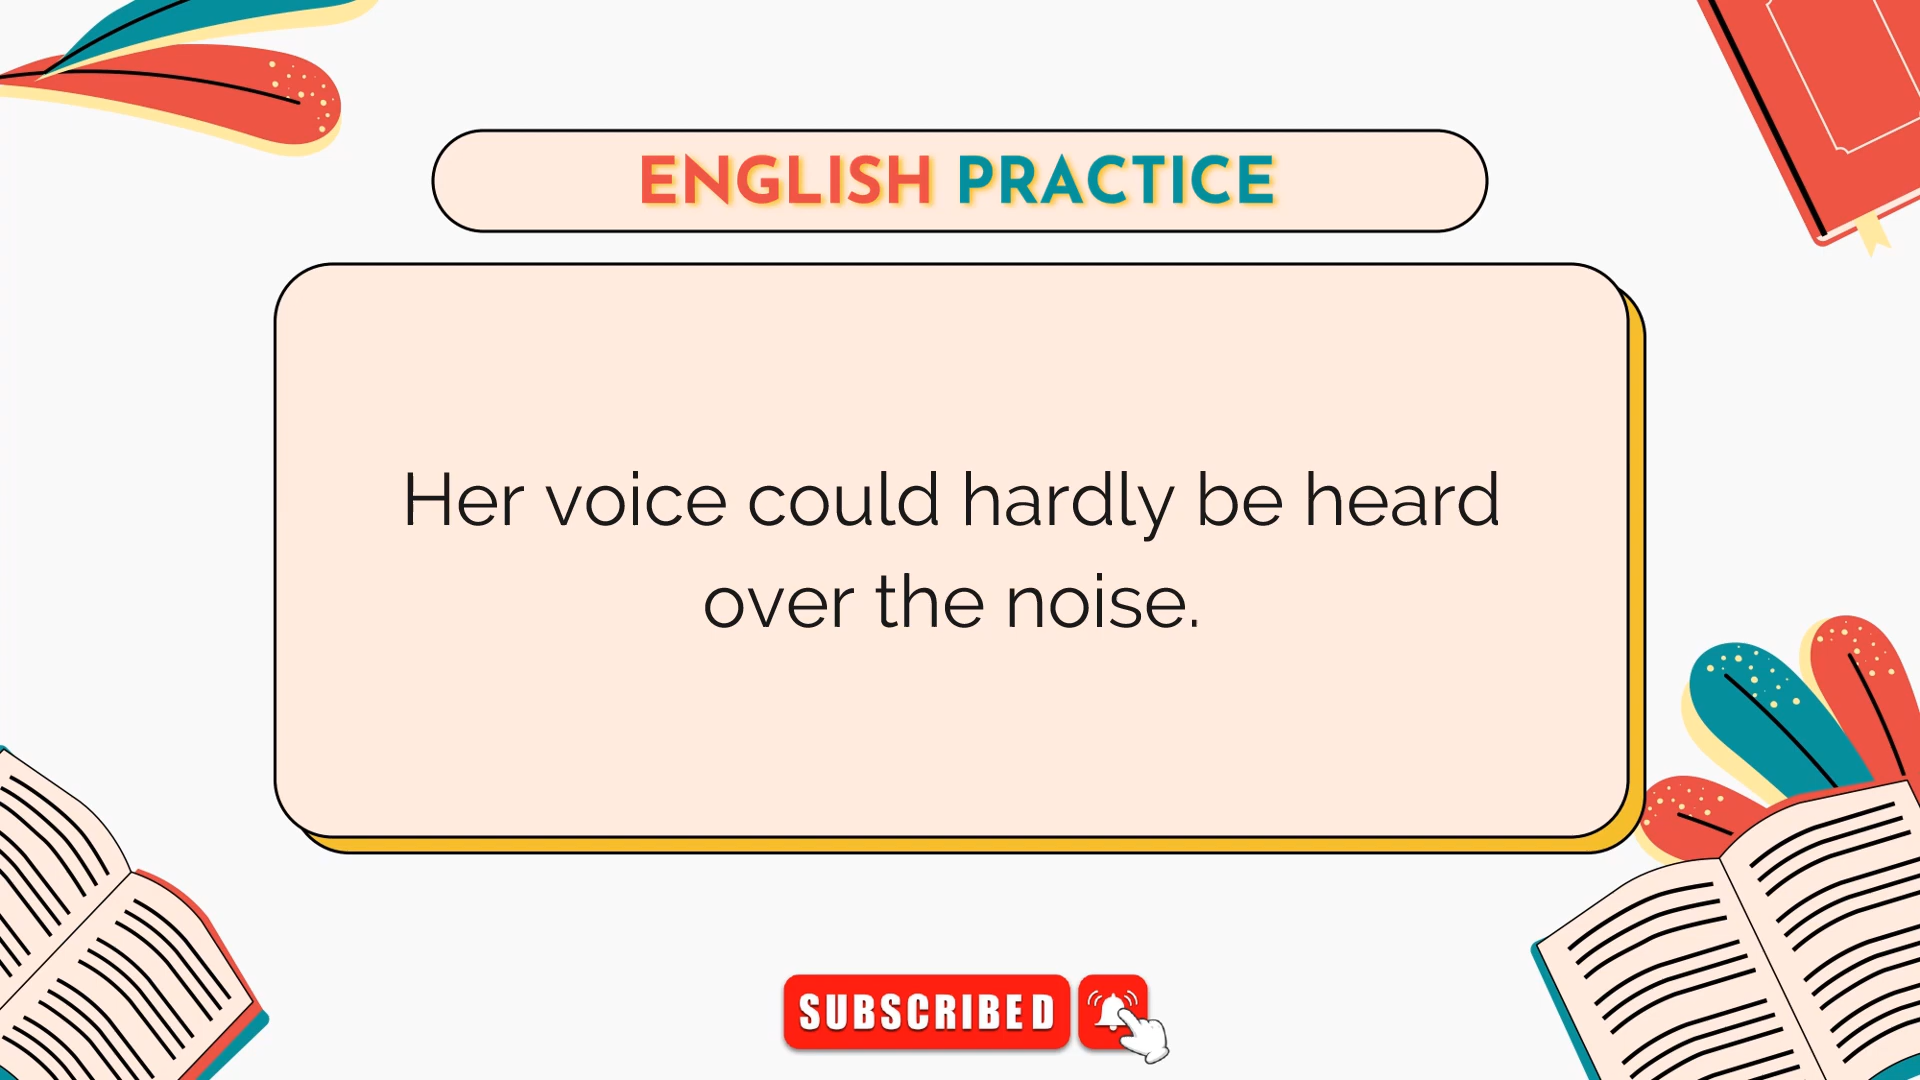 ENGLISH PRACTICE
Her voice could hardly be heard
over the noise.
SUBSCRIBED